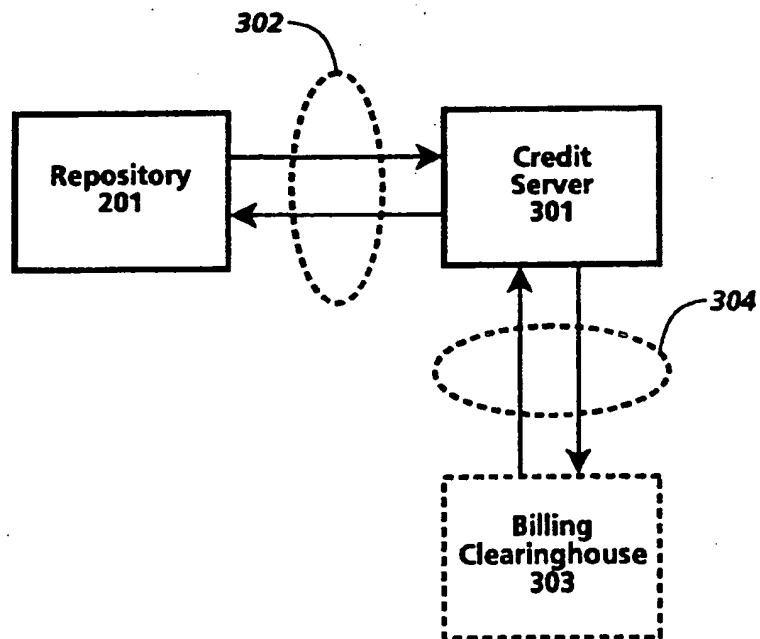 302
Repository
201
Credit
Server
301
304
Billing
Clearinghouse
303